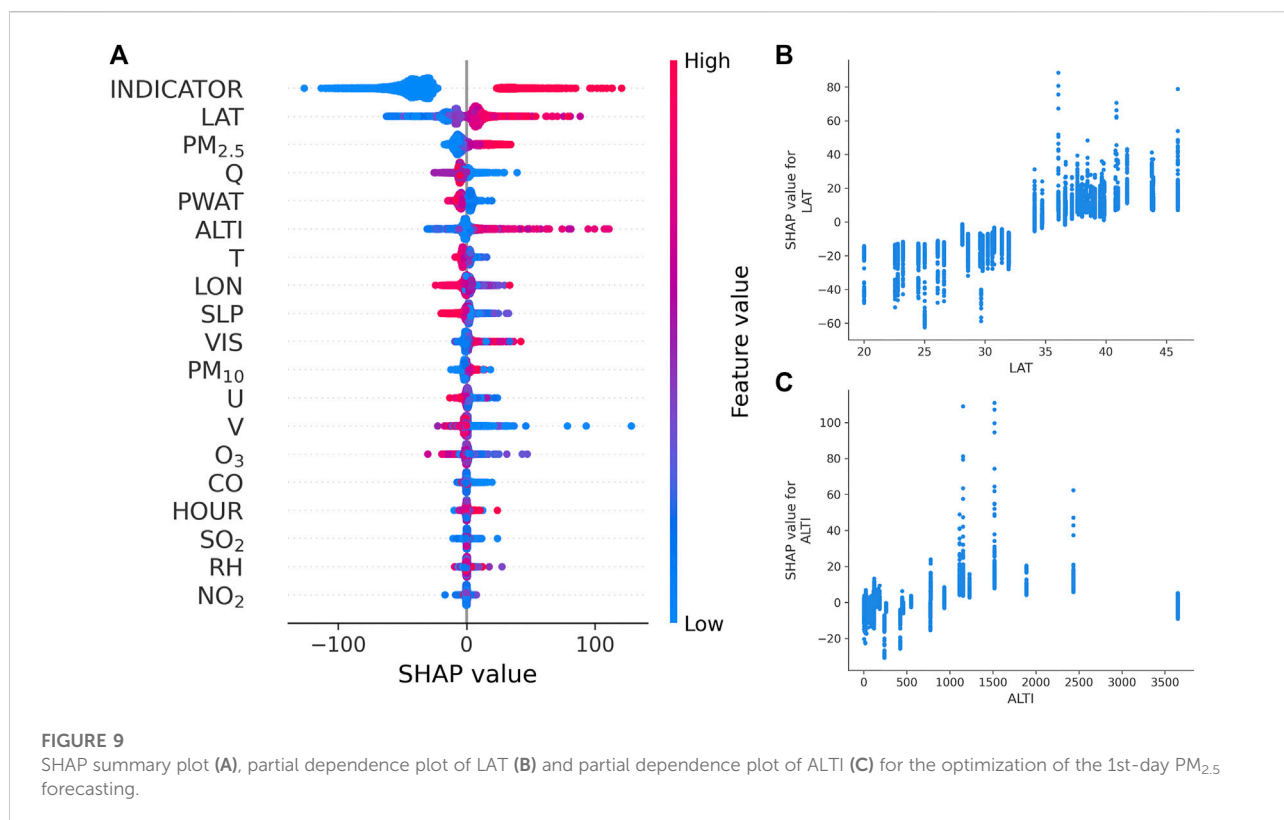 A
INDICATOR
LAT
PM2.5
Q
PWAT
ALTI
T
LON
SLP
VIS
PM10
U
V
O3
CO
HOUR
SO2
RH
NO2
−100 0 100
SHAP value
High
Feature value
Low
B
80
60
40
20
0
−20
−40
−60
SHAP value for
LAT
20 25 30 35 40 45
LAT
C
100
80
60
40
20
0
−20
SHAP value for
ALTI
0 500 1000 1500 2000 2500 3000 3500
ALTI
FIGURE 9
SHAP summary plot (A), partial dependence plot of LAT (B) and partial dependence plot of ALTI (C) for the optimization of the 1st-day PM2.5
forecasting.